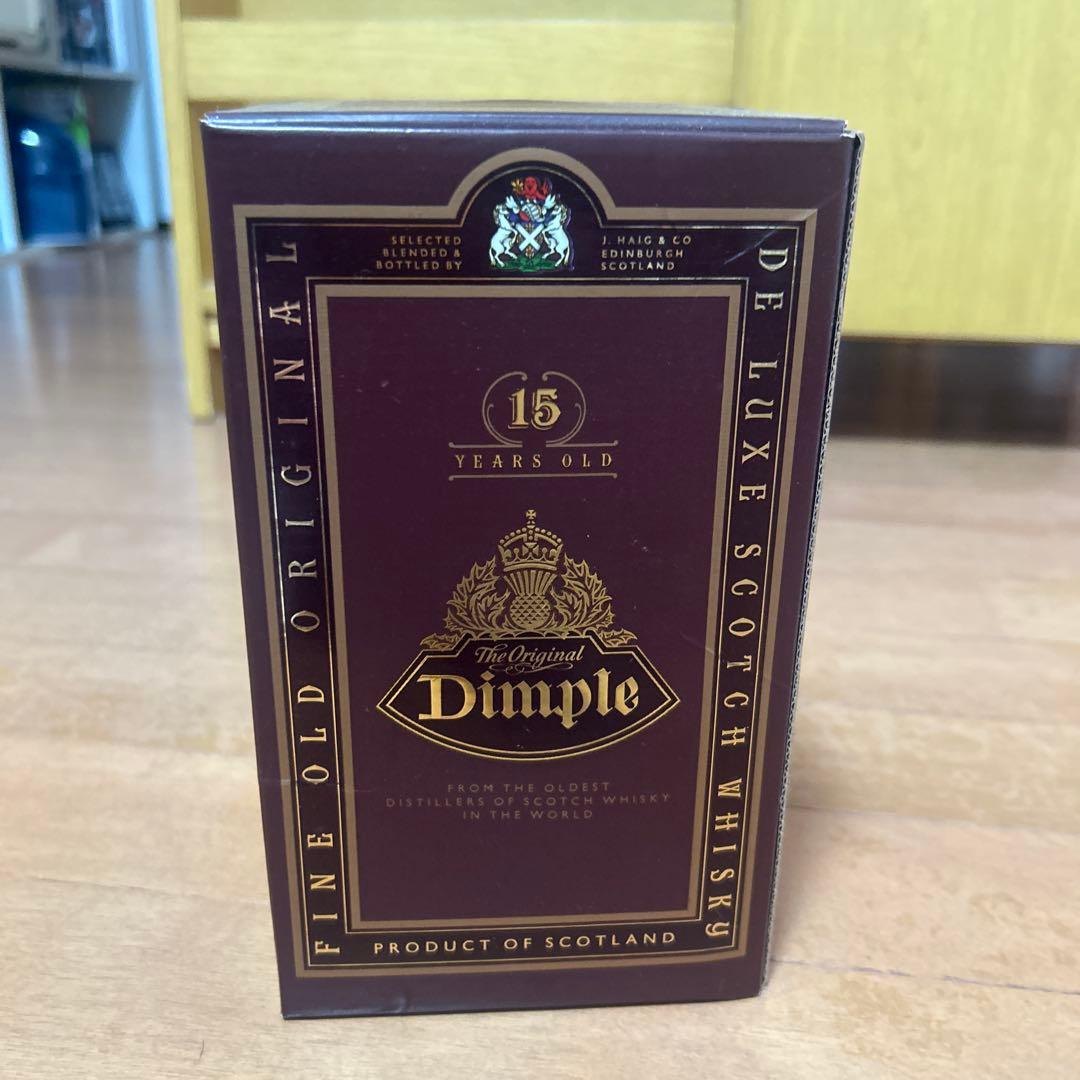 SELECTED
BLENDED &
BOTTLED BY
J. HAIG & CO
EDINBURGH
SCOTLAND
FINE OLD ORIGINAL
DE LUXE SCOTCH WHISKY
15
YEARS OLD
The Original
Dimple
FROM THE OLDEST
DISTILLERS OF SCOTCH WHISKY
IN THE WORLD
PRODUCT OF SCOTLAND